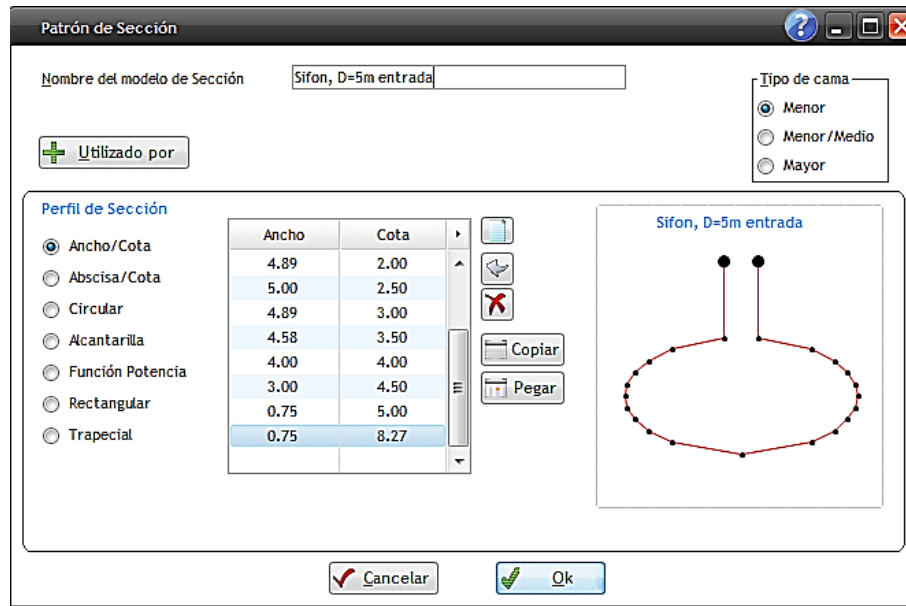 Patrón de Sección
Nombre del modelo de Sección
Sifon, D=5m entrada
Tipo de cama
Menor
Menor/Medio
Mayor
Utilizado por
Perfil de Sección
Ancho/Cota
Abscisa/Cota
Circular
Alcantarilla
Función Potencia
Rectangular
Trapecial
Ancho Cota
4.89 2.00
5.00 2.50
4.89 3.00
4.58 3.50
4.00 4.00
3.00 4.50
0.75 5.00
0.75 8.27
Copiar
Pegar
Sifon, D=5m entrada
Cancelar
Ok